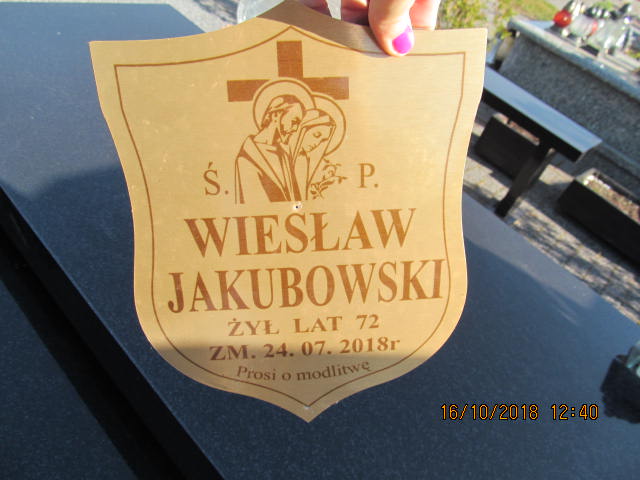 Ś. P.
WIESŁAW
JAKUBOWSKI
ŻYŁ LAT 72
ZM. 24. 07. 2018r
Prosi o modlitwę
16/10/2018 12:40